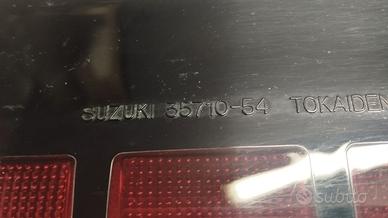 SUZUKI 35710-54 TOKAIDEN
subito